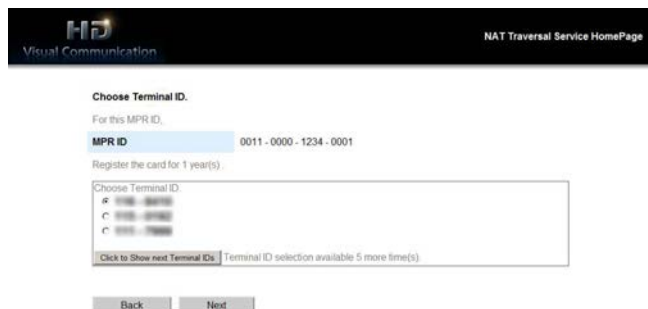 HD
Visual Communication
NAT Traversal Service HomePage
Choose Terminal ID.
For this MPR ID,
MPR ID 0011 - 0000 - 1234 - 0001
Register the card for 1 year(s) .
Choose Terminal ID.
Click to Show next Terminal IDs Terminal ID selection available 5 more time(s).
Back Next